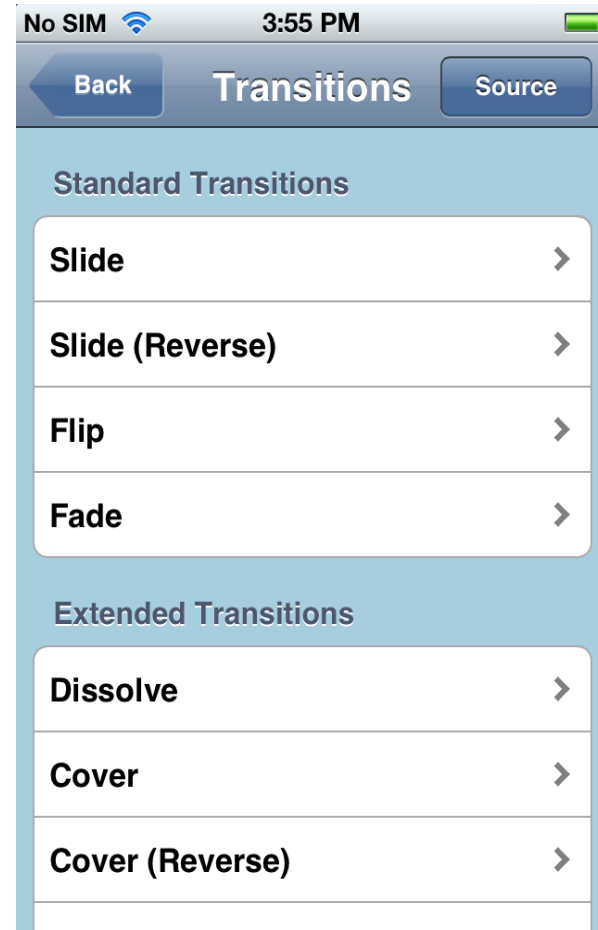 No SIM 3:55 PM
Back Transitions Source
Standard Transitions
Slide
Slide (Reverse)
Flip
Fade
Extended Transitions
Dissolve
Cover
Cover (Reverse)